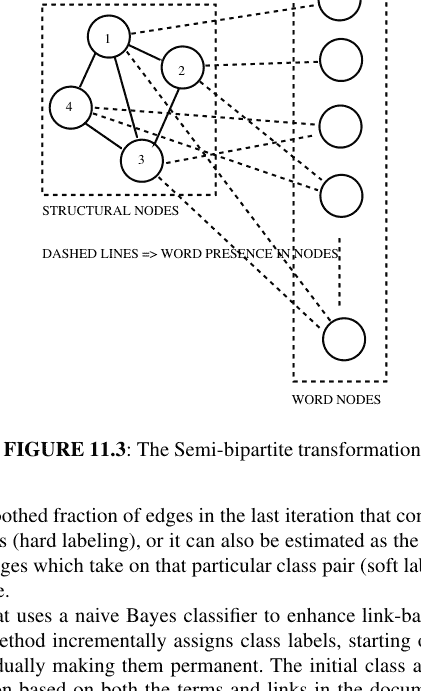 1
2
4
3
STRUCTURAL NODES
DASHED LINES => WORD PRESENCE IN NODES
WORD NODES
FIGURE 11.3: The Semi-bipartite transformation
oothed fraction of edges in the last iteration that con
s (hard labeling), or it can also be estimated as the
ges which take on that particular class pair (soft lab
e.
at uses a naive Bayes classifier to enhance link-ba
ethod incrementally assigns class labels, starting o
dually making them permanent. The initial class a
on based on both the terms and links in the docum